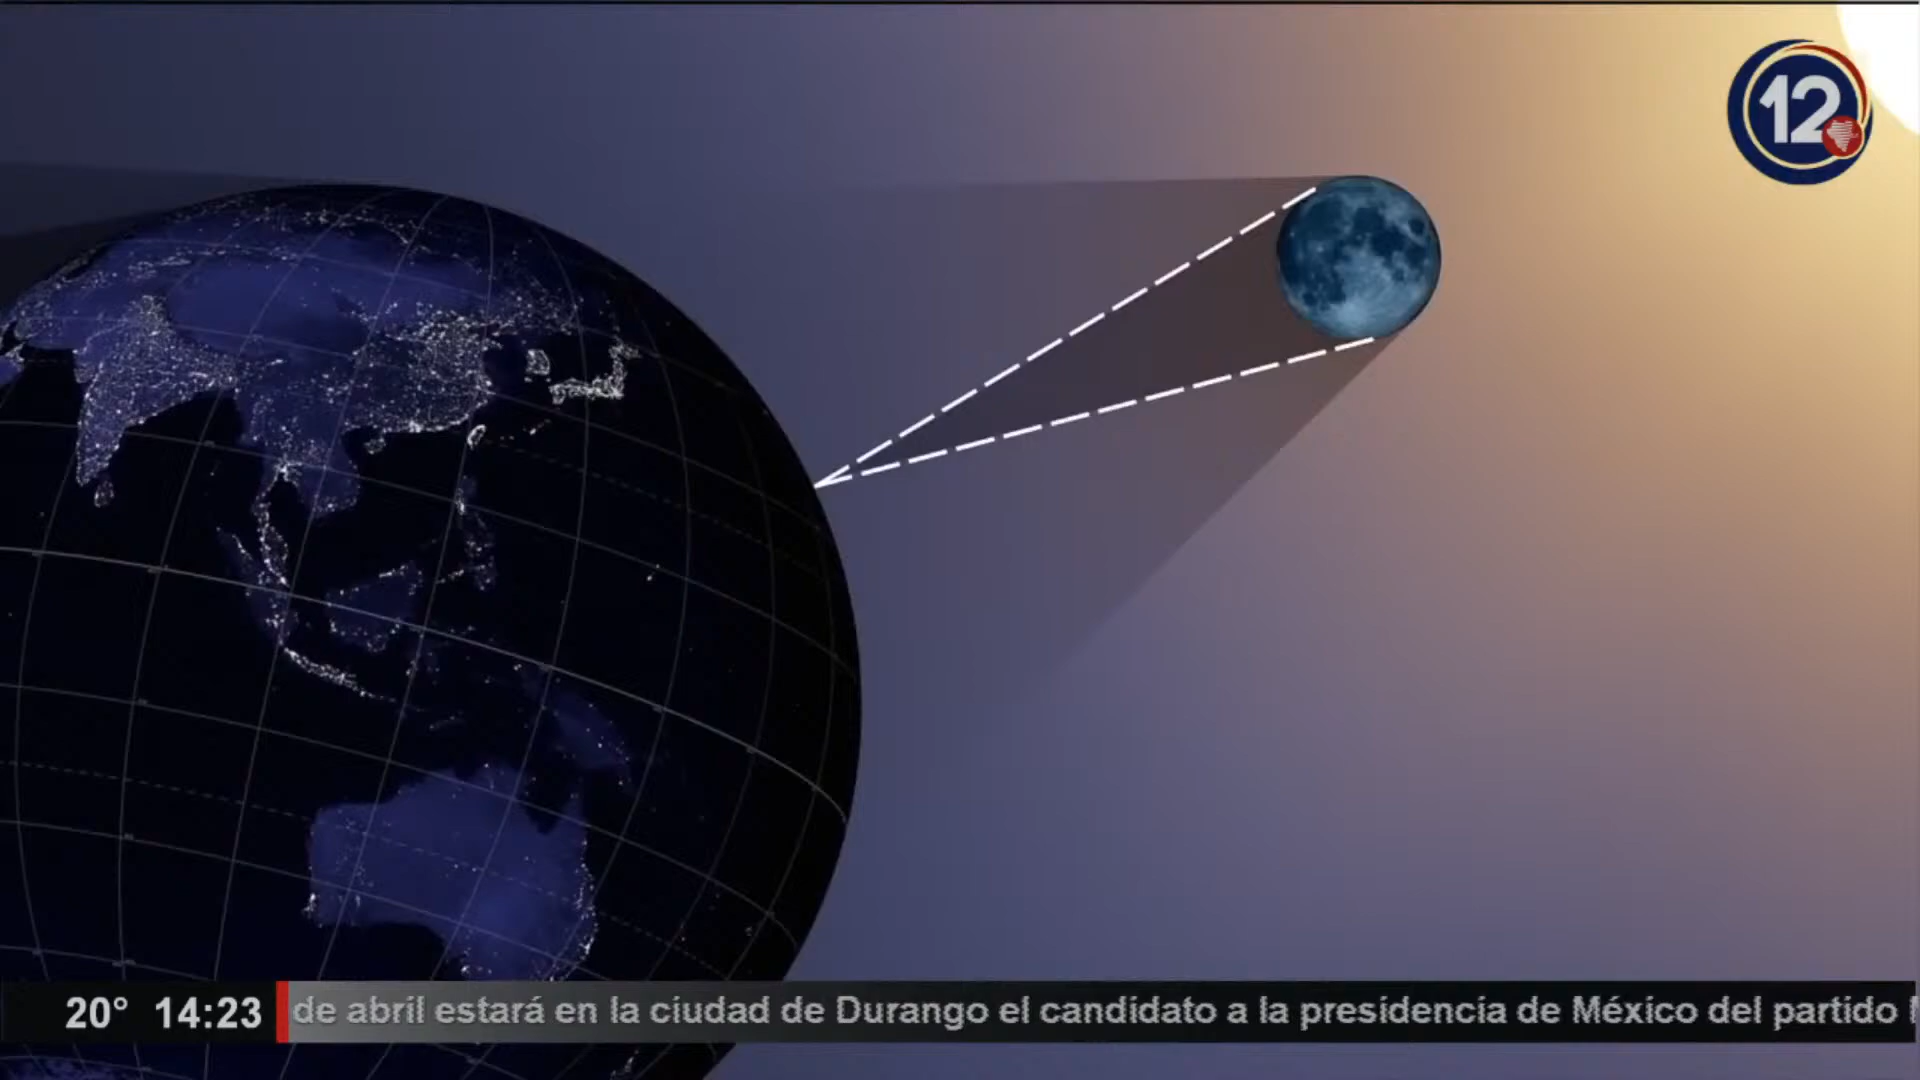 12
20° 14:23 de abril estará en la ciudad de Durango el candidato a la presidencia de México del partido